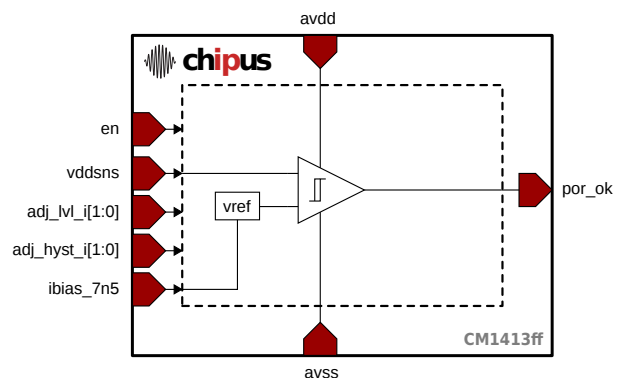 avdd
chipus
en
vddsns
adj_lvl_i[1:0]
adj_hyst_i[1:0]
ibias_7n5
vref
por_ok
CM1413ff
avss